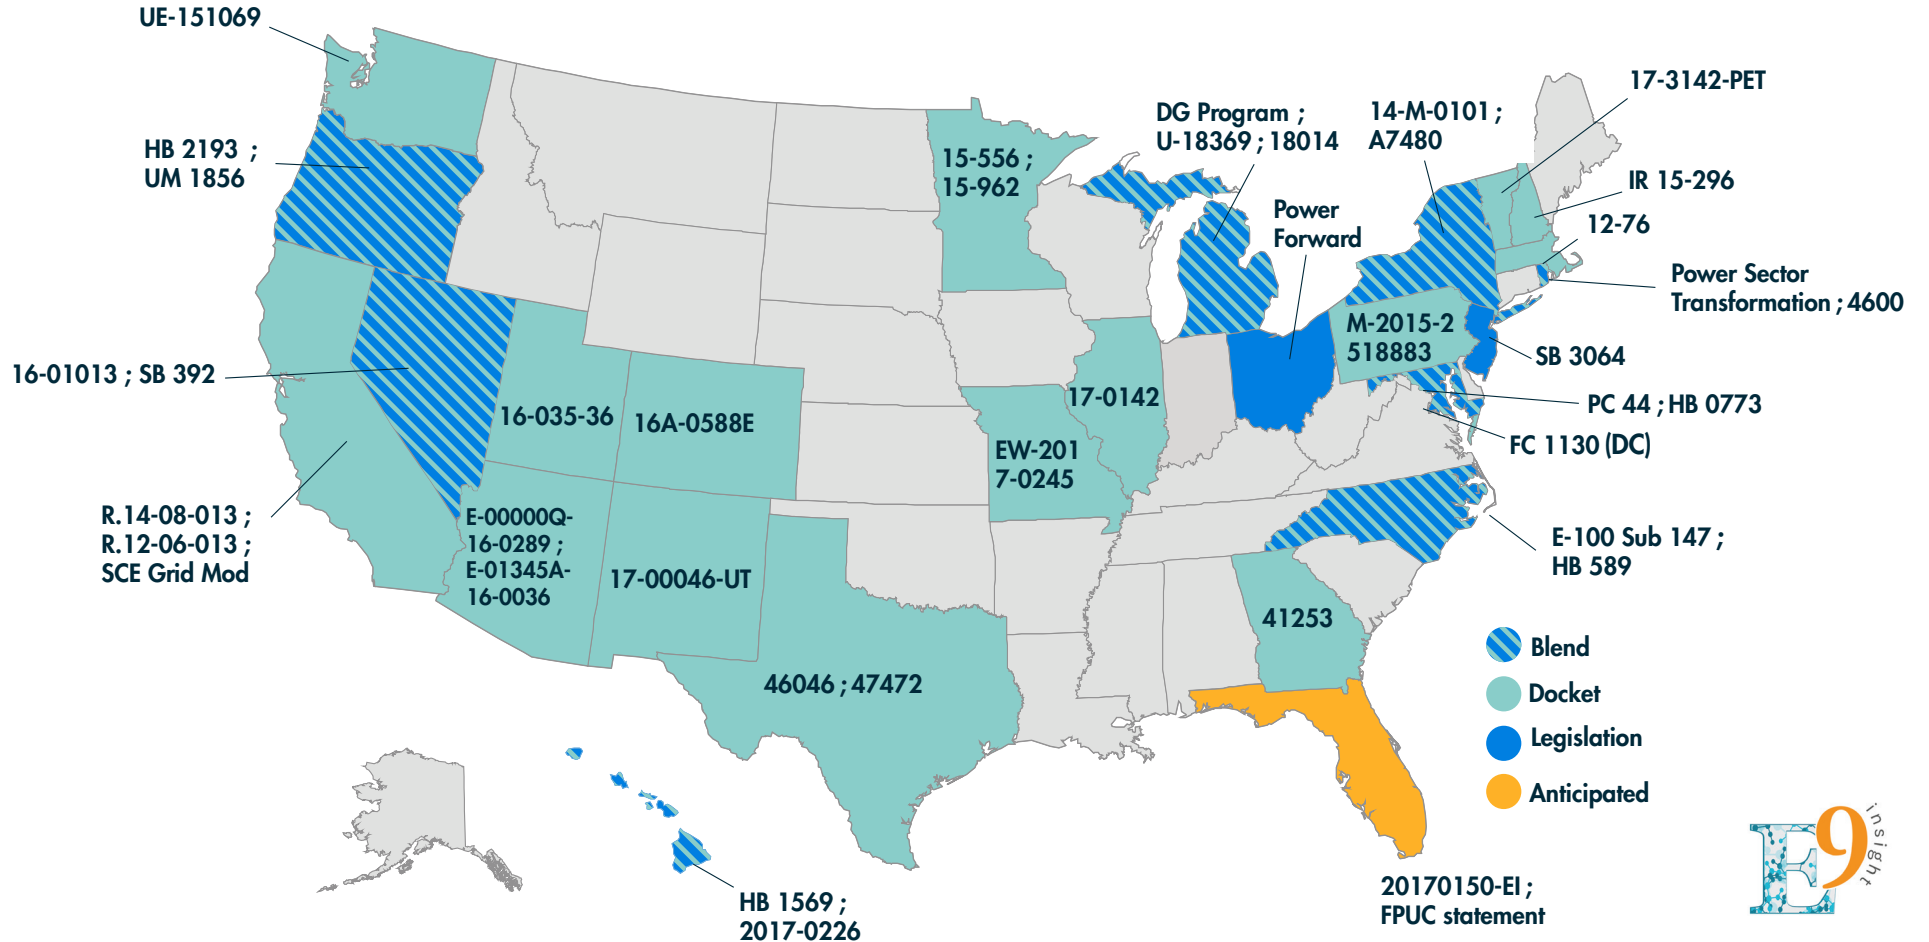 UE-151069
17-3142-PET
DG Program ;
U-18369 ; 18014
14-M-0101 ;
A7480
HB 2193 ;
UM 1856
15-556 ;
15-962
IR 15-296
Power
Forward
12-76
Power Sector
Transformation ; 4600
M-2015-2
518883
SB 3064
16-01013 ; SB 392
17-0142
PC 44 ; HB 0773
16-035-36
16A-0588E
FC 1130 (DC)
EW-201
7-0245
R.14-08-013 ;
R.12-06-013 ;
SCE Grid Mod
E-00000Q-
16-0289 ;
E-01345A-
16-0036
17-00046-UT
E-100 Sub 147 ;
HB 589
41253
46046 ; 47472
Blend
Docket
Legislation
Anticipated
HB 1569 ;
2017-0226
20170150-EI ;
FPUC statement
E9
insight